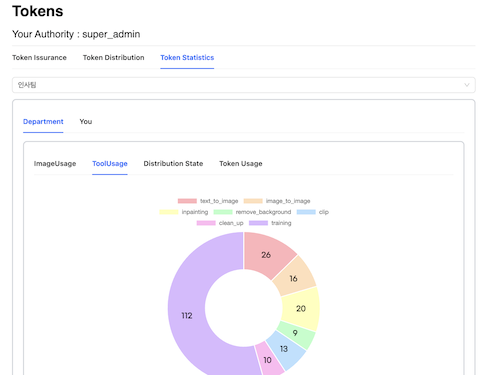 Tokens
Your Authority : super_admin
Token Issurance Token Distribution Token Statistics
인사팀
Department You
ImageUsage ToolUsage Distribution State Token Usage
text_to_image image_to_image
inpainting remove_background clip
clean_up training
26
16
20
112
9
13
10